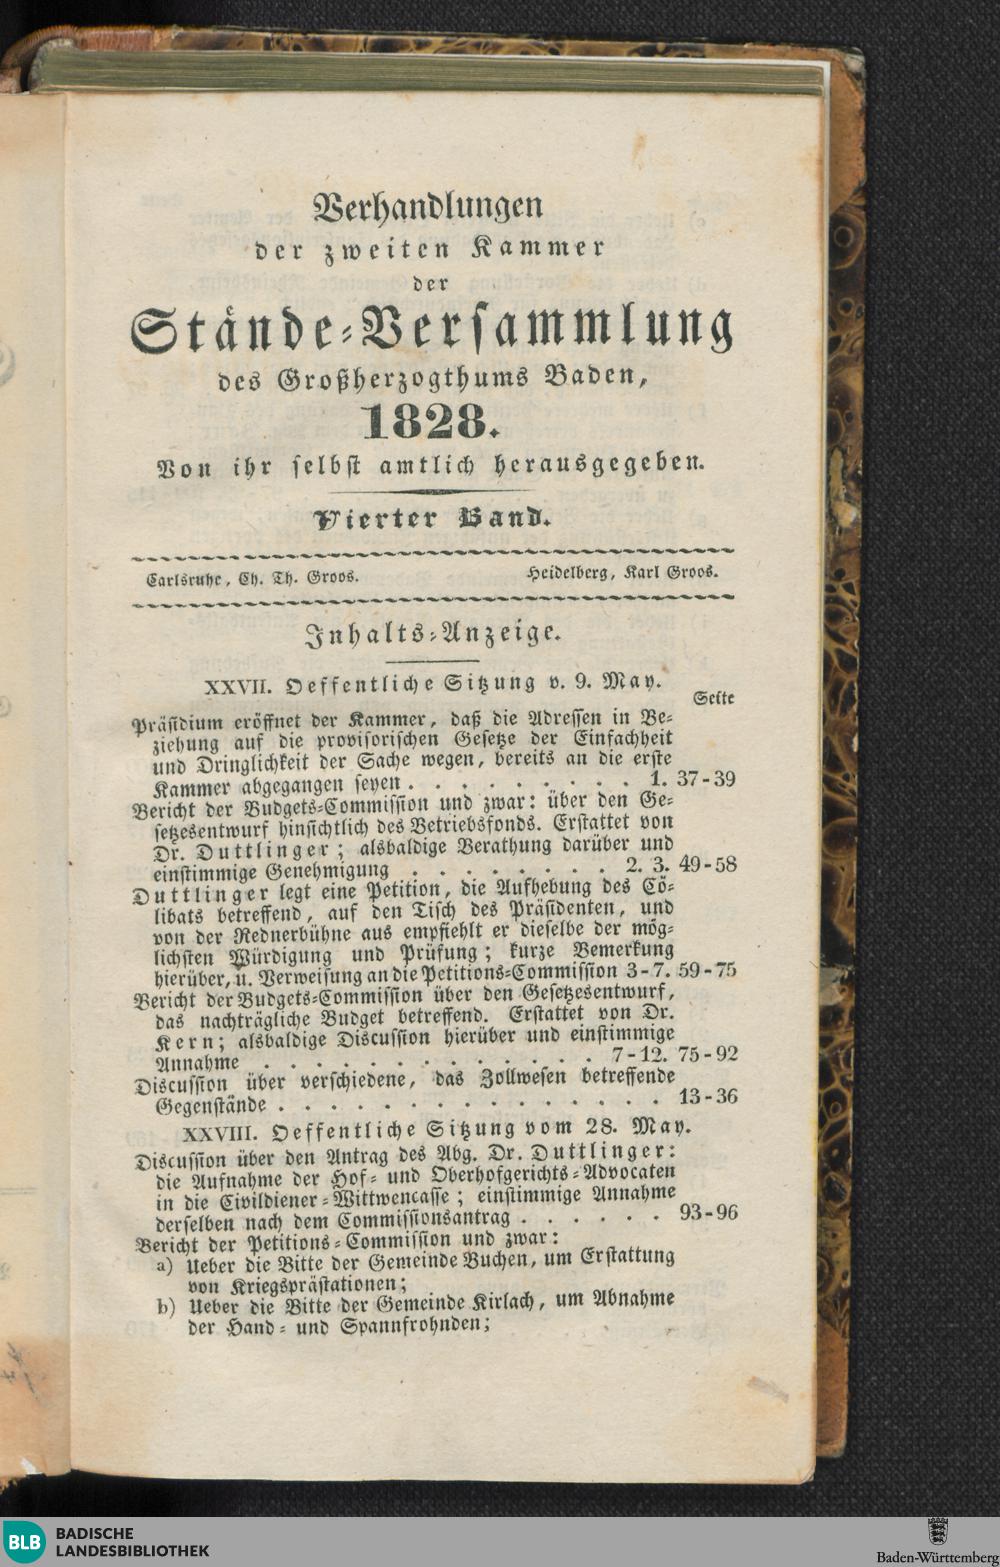 Verhandlungen
der zweiten Kammer
der
Stände-Versammlung
des Großherzogthums Baden,
1828.
Von ihr selbst amtlich herausgegeben.
Vierter Band.
Carlsruhe, Ch. Th. Groos. Heidelberg, Karl Groos.
Inhalts-Anzeige.
XXVII. Oeffentliche Sitzung v. 9. May.
Seite
Präsidium eröffnet der Kammer, daß die Adressen in Be-
ziehung auf die provisorischen Gesetze der Einfachheit
und Dringlichkeit der Sache wegen, bereits an die erste
Kammer abgegangen seyen . . . . . . . . . 1. 37-39
Bericht der Budgets-Commission und zwar: über den Ge-
setzesentwurf hinsichtlich des Betriebsfonds. Erstattet von
Dr. Duttlinger; alsbaldige Berathung darüber und
einstimmige Genehmigung . . . . . . . . 2. 3. 49-58
Duttlinger legt eine Petition, die Aufhebung des Cö-
libats betreffend, auf den Tisch des Präsidenten, und
von der Rednerbühne aus empfiehlt er dieselbe der mög-
lichsten Würdigung und Prüfung; kurze Bemerkung
hierüber, u. Verweisung an die Petitions-Commission 3-7. 59-75
Bericht der Budgets-Commission über den Gesetzesentwurf,
das nachträgliche Budget betreffend. Erstattet von Dr.
Kern; alsbaldige Discussion hierüber und einstimmige
Annahme . . . . . . . . . . . . . . 7-12. 75-92
Discussion über verschiedene, das Zollwesen betreffende
Gegenstände . . . . . . . . . . . . . . . . 13-36
XXVIII. Oeffentliche Sitzung vom 28. May.
Discussion über den Antrag des Abg. Dr. Duttlinger:
die Aufnahme der Hof- und Oberhofgerichts-Advocaten
in die Civildiener-Wittwencasse; einstimmige Annahme
derselben nach dem Commissionsantrag . . . . . . 93-96
Bericht der Petitions-Commission und zwar:
a) Ueber die Bitte der Gemeinde Buchen, um Erstattung
von Kriegsprästationen;
b) Ueber die Bitte der Gemeinde Kirlach, um Abnahme
der Hand- und Spannfrohnden;
BLB BADISCHE
LANDESBIBLIOTHEK
Baden-Württemberg